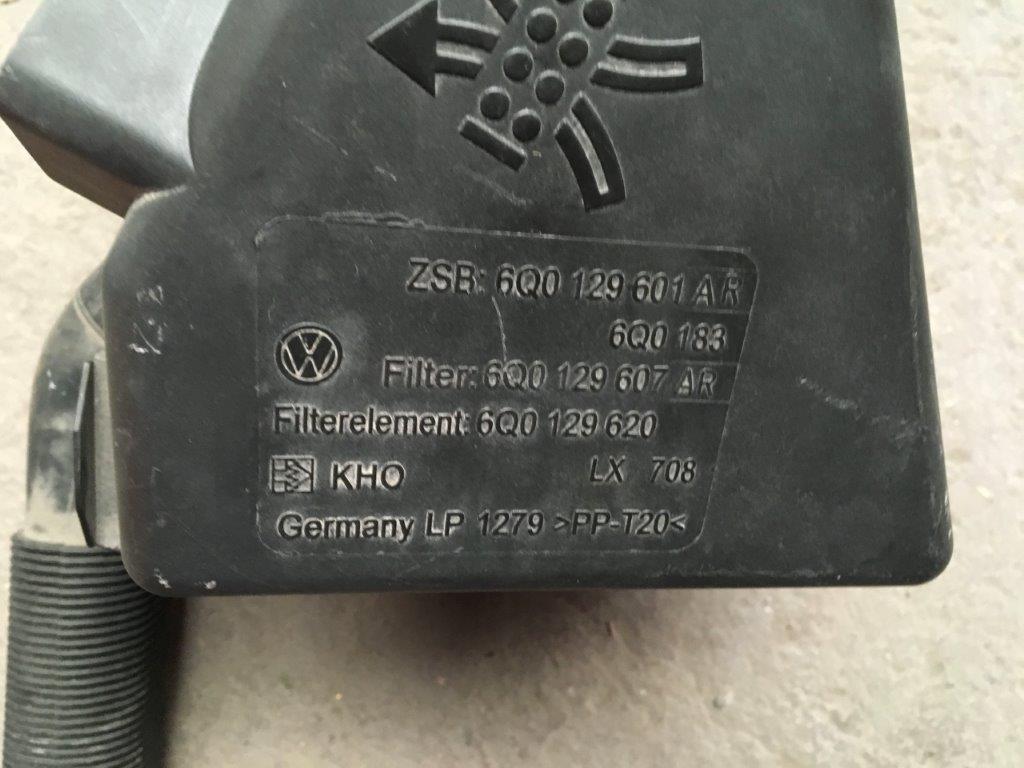 ZSB: 6Q0 129 601 AR
6Q0 183
Filter: 6Q0 129 607 AR
Filterelement: 6Q0 129 620
KHO LX 708
Germany LP 1279 >PP-T20<